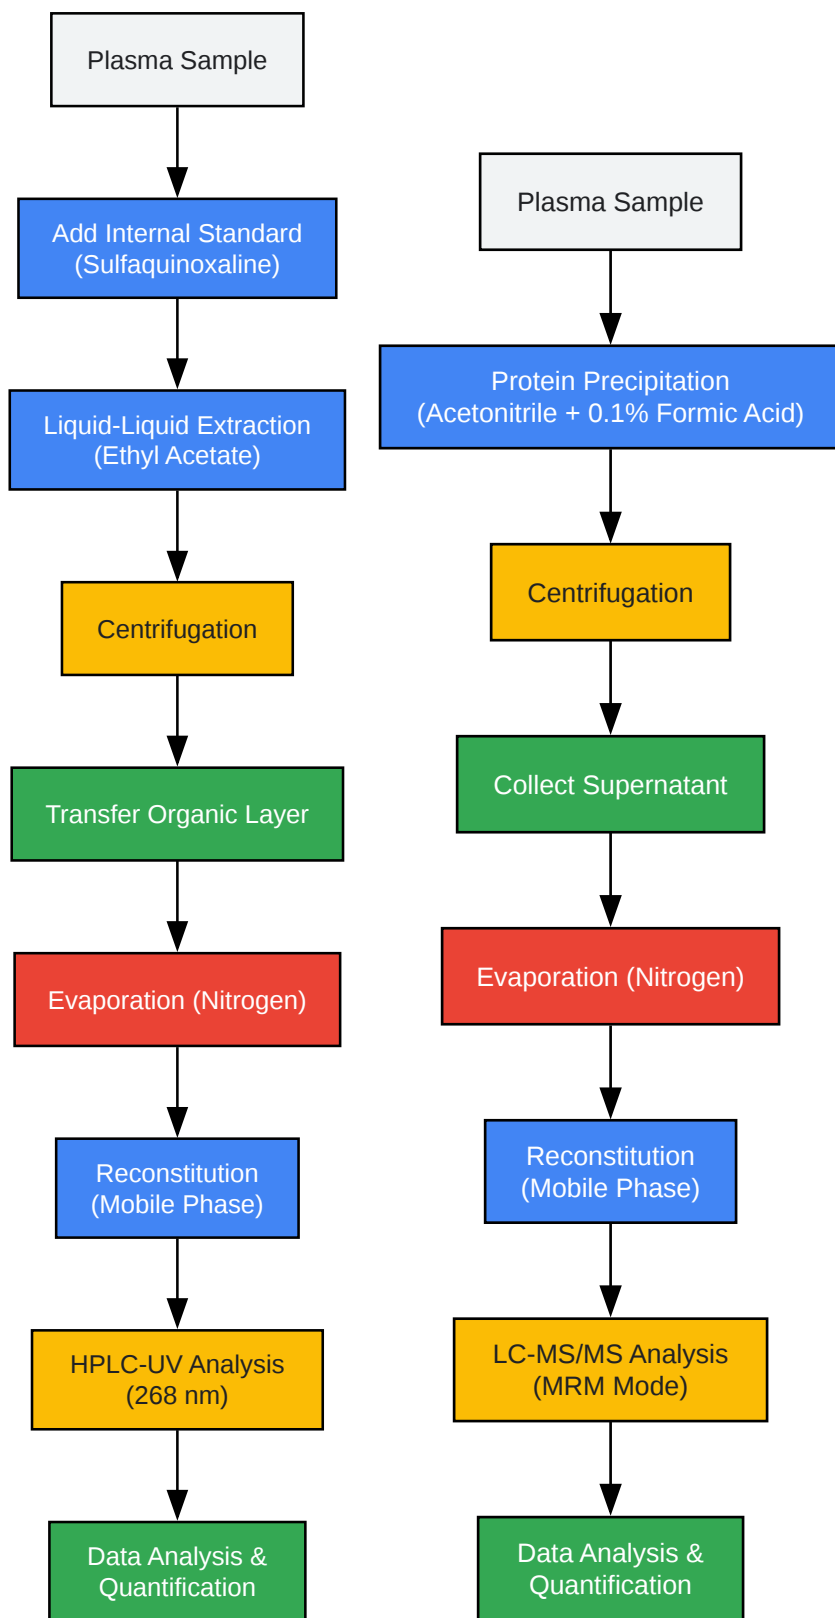 Plasma Sample
Add Internal Standard
(Sulfaquinoxaline)
Liquid-Liquid Extraction
(Ethyl Acetate)
Centrifugation
Transfer Organic Layer
Evaporation (Nitrogen)
Reconstitution
(Mobile Phase)
HPLC-UV Analysis
(268 nm)
Data Analysis &
Quantification
Plasma Sample
Protein Precipitation
(Acetonitrile + 0.1% Formic Acid)
Centrifugation
Collect Supernatant
Evaporation (Nitrogen)
Reconstitution
(Mobile Phase)
LC-MS/MS Analysis
(MRM Mode)
Data Analysis &
Quantification